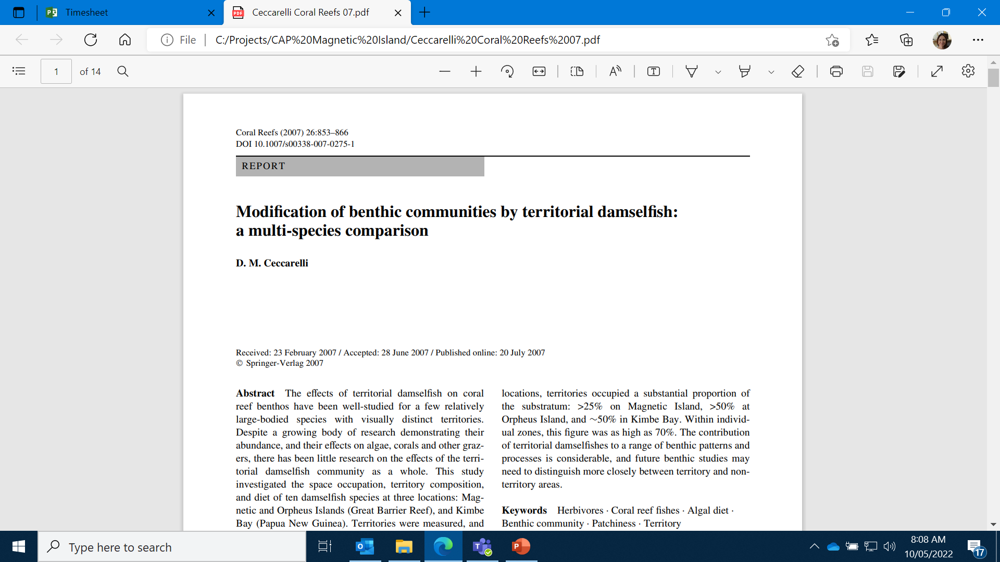 Timesheet
Ceccarelli Coral Reefs 07.pdf
File
C:/Projects/CAP%20Magnetic%20Island/Ceccarelli%20Coral%20Reefs%2007.pdf
1
of 14
Coral Reefs (2007) 26:853–866
DOI 10.1007/s00338-007-0275-1
REPORT
Modification of benthic communities by territorial damselfish:
a multi-species comparison
D. M. Ceccarelli
Received: 23 February 2007 / Accepted: 28 June 2007 / Published online: 20 July 2007
© Springer-Verlag 2007
Abstract The effects of territorial damselfish on coral
reef benthos have been well-studied for a few relatively
large-bodied species with visually distinct territories.
Despite a growing body of research demonstrating their
abundance, and their effects on algae, corals and other graz-
ers, there has been little research on the effects of the terri-
torial damselfish community as a whole. This study
investigated the space occupation, territory composition,
and diet of ten damselfish species at three locations: Mag-
netic and Orpheus Islands (Great Barrier Reef), and Kimbe
Bay (Papua New Guinea). Territories were measured, and
locations, territories occupied a substantial proportion of
the substratum: >25% on Magnetic Island, >50% at
Orpheus Island, and ~50% in Kimbe Bay. Within individ-
ual zones, this figure was as high as 70%. The contribution
of territorial damselfishes to a range of benthic patterns and
processes is considerable, and future benthic studies may
need to distinguish more closely between territory and non-
territory areas.
Keywords Herbivores · Coral reef fishes · Algal diet ·
Benthic community · Patchiness · Territory
Type here to search
8:08 AM
10/05/2022
17